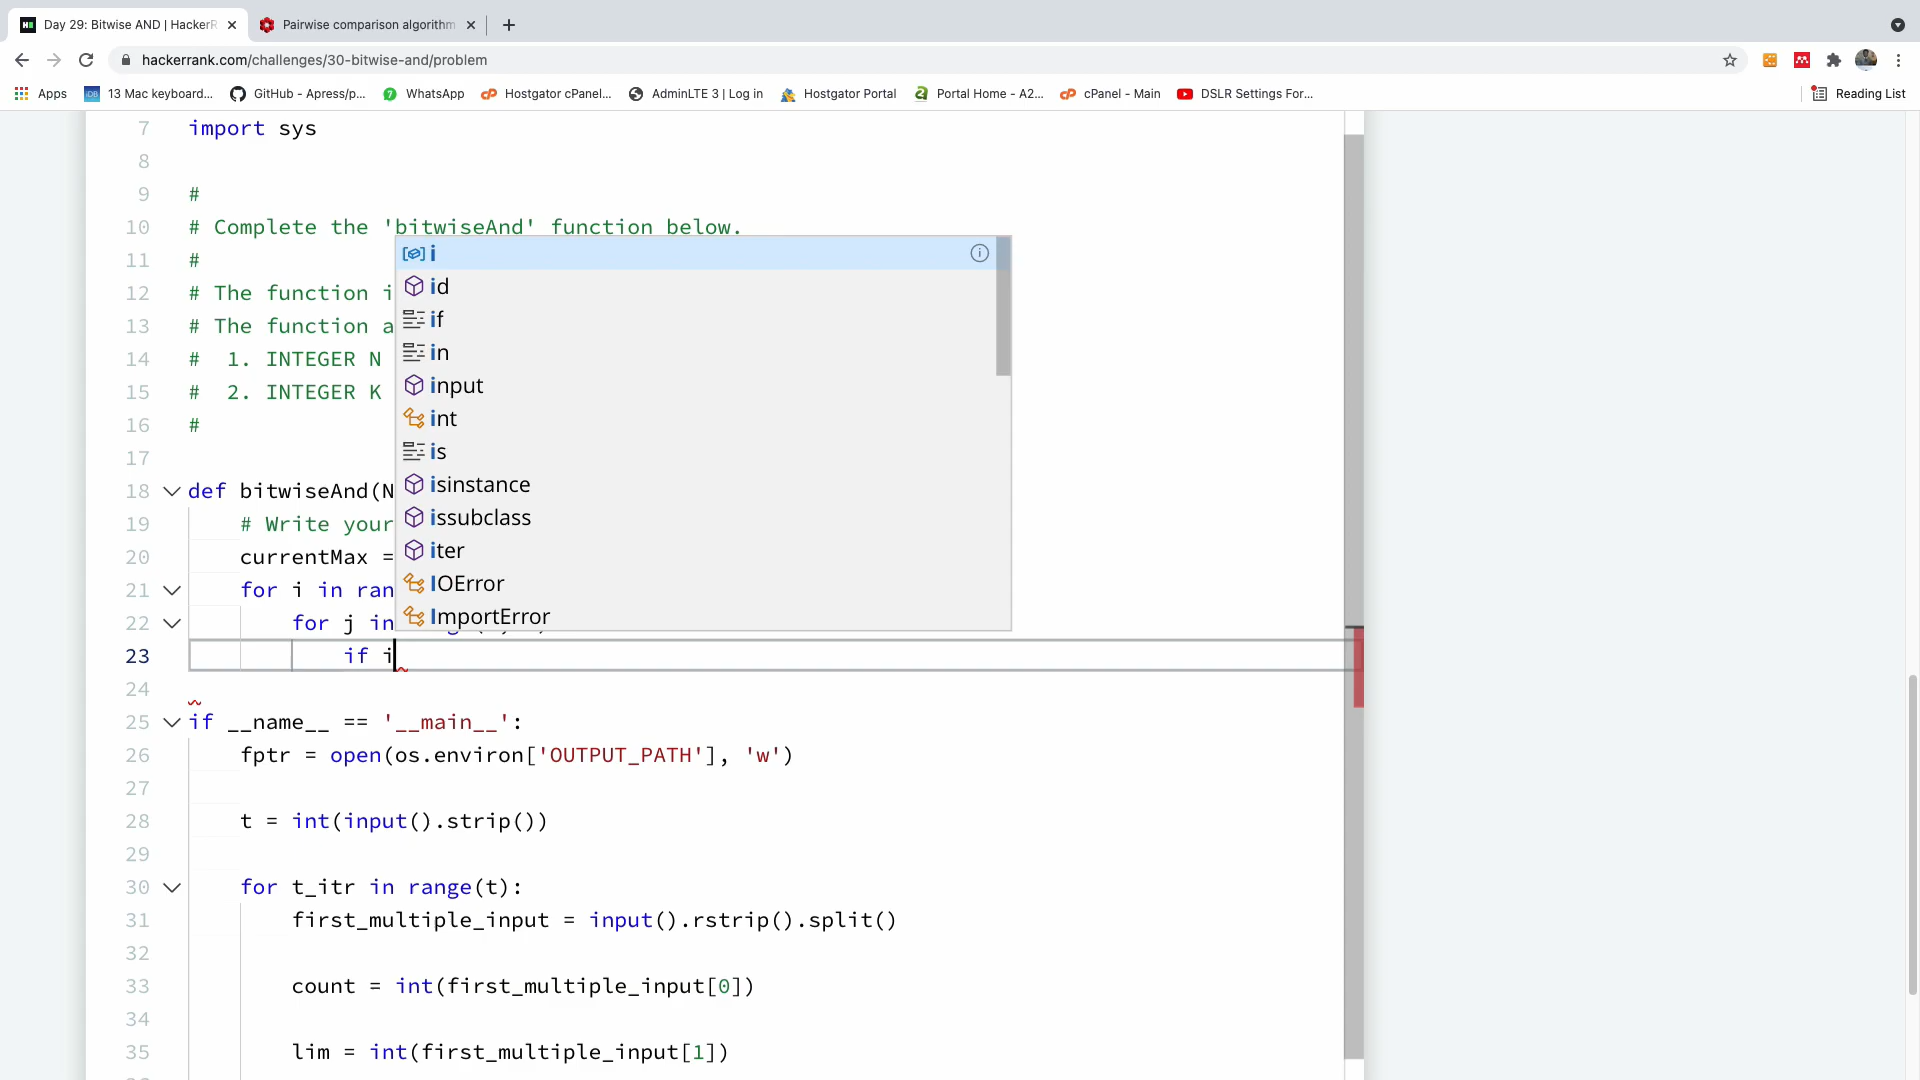 Day 29: Bitwise AND | HackerR
Pairwise comparison algorithm
hackerrank.com/challenges/30-bitwise-and/problem
Apps
13 Mac keyboard...
GitHub - Apress/p...
WhatsApp
Hostgator cPanel...
AdminLTE 3 | Log in
Hostgator Portal
Portal Home - A2...
cPanel - Main
DSLR Settings For...
Reading List
7 import sys
8
9 #
10 # Complete the 'bitwiseAnd' function below.
11 #
12 # The function i
13 # The function a
14 #  1. INTEGER N
15 #  2. INTEGER K
16 #
17
18 def bitwiseAnd(N
19     # Write your
20     currentMax =
21     for i in ran
22         for j in
23             if i
i
id
if
in
input
int
is
isinstance
issubclass
iter
IOError
ImportError
24
25 if __name__ == '__main__':
26     fptr = open(os.environ['OUTPUT_PATH'], 'w')
27
28     t = int(input().strip())
29
30     for t_itr in range(t):
31         first_multiple_input = input().rstrip().split()
32
33         count = int(first_multiple_input[0])
34
35         lim = int(first_multiple_input[1])